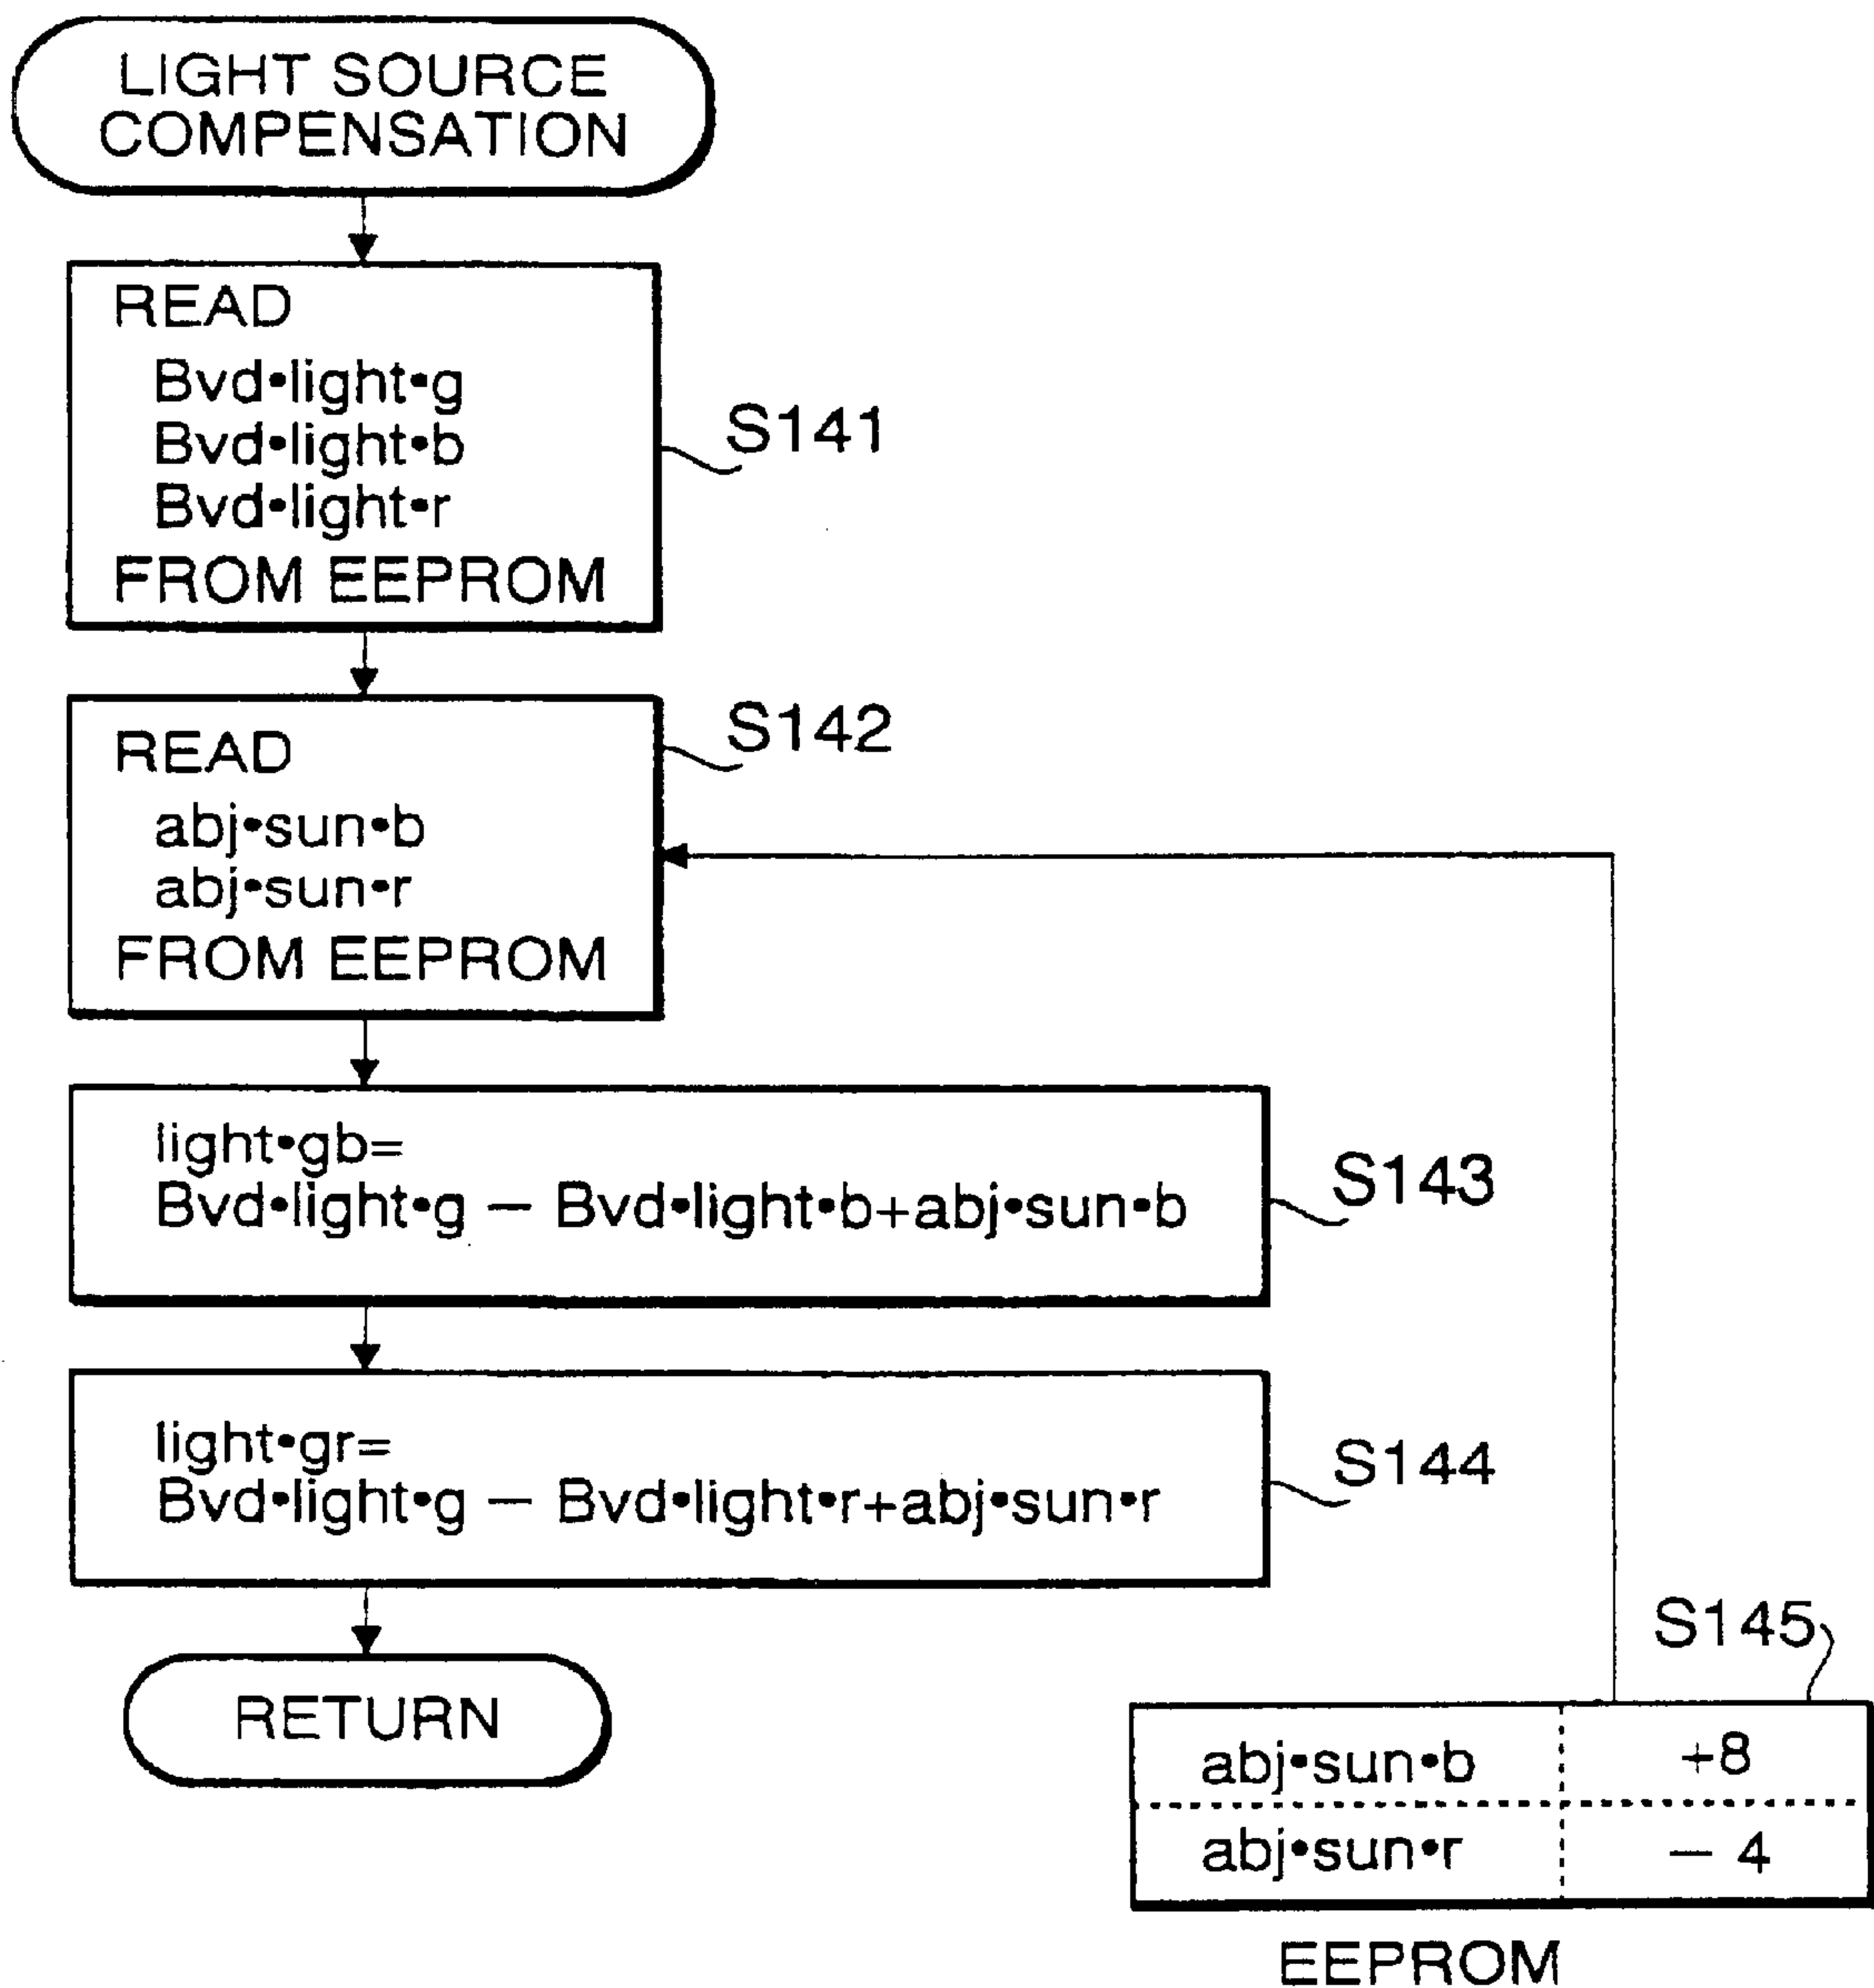 LIGHT SOURCE
COMPENSATION
READ
Bvd•light•g
Bvd•light•b
Bvd•light•r
FROM EEPROM
S141
READ
abj•sun•b
abj•sun•r
FROM EEPROM
S142
light•gb=
Bvd•light•g − Bvd•light•b+abj•sun•b
S143
light•gr=
Bvd•light•g − Bvd•light•r+abj•sun•r
S144
RETURN
S145
abj•sun•b +8
abj•sun•r − 4
EEPROM